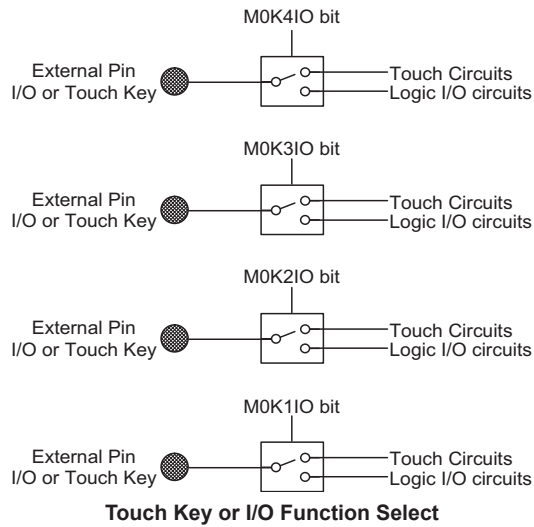 M0K4IO bit
External Pin
I/O or Touch Key
Touch Circuits
Logic I/O circuits
M0K3IO bit
External Pin
I/O or Touch Key
Touch Circuits
Logic I/O circuits
M0K2IO bit
External Pin
I/O or Touch Key
Touch Circuits
Logic I/O circuits
M0K1IO bit
External Pin
I/O or Touch Key
Touch Circuits
Logic I/O circuits
Touch Key or I/O Function Select